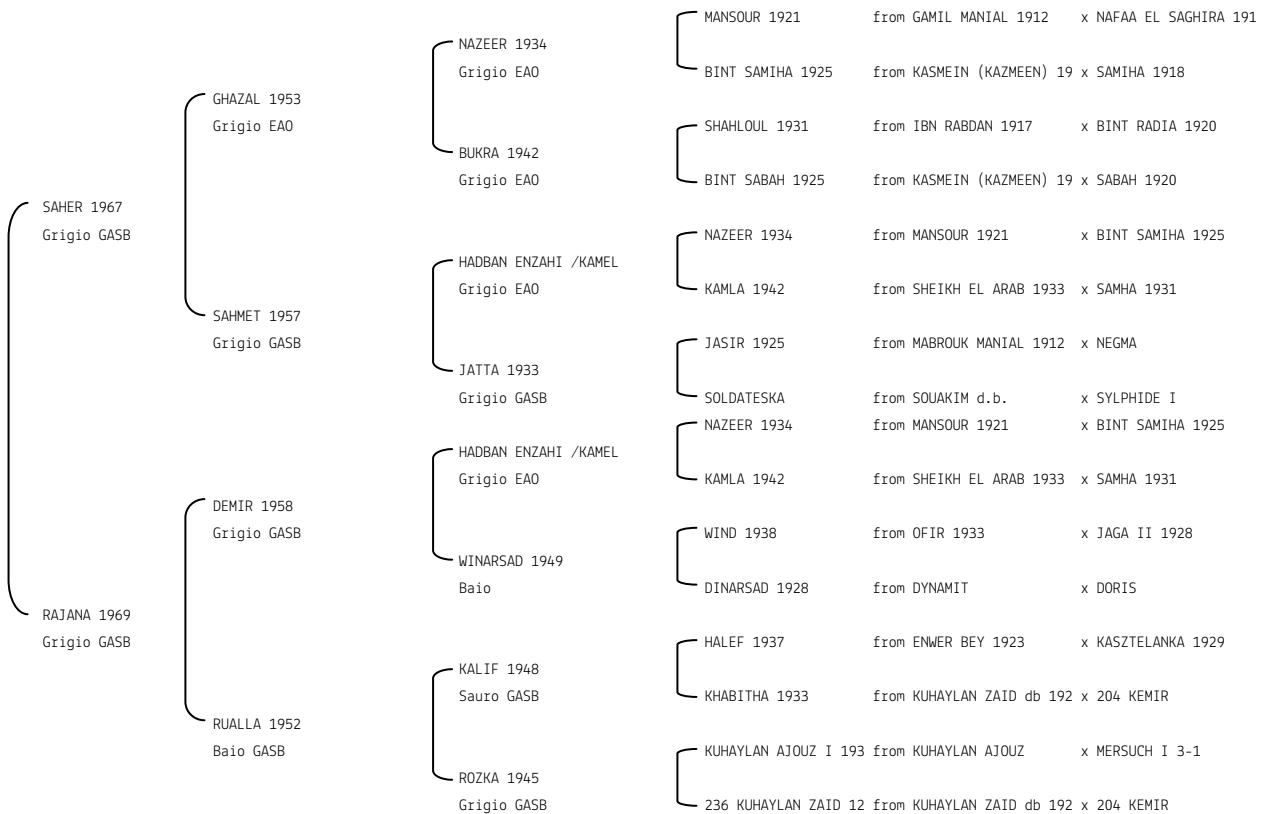 MANSOUR 1921 from GAMIL MANIAL 1912 x NAFAA EL SAGHIRA 191
NAZEER 1934
Grigio EAO
BINT SAMIHA 1925 from KASMEIN (KAZMEEN) 19 x SAMIHA 1918
GHAZAL 1953
Grigio EAO
SHAHLOUL 1931 from IBN RABDAN 1917 x BINT RADIA 1920
BUKRA 1942
Grigio EAO
BINT SABAH 1925 from KASMEIN (KAZMEEN) 19 x SABAH 1920
SAHER 1967
Grigio GASB
NAZEER 1934 from MANSOUR 1921 x BINT SAMIHA 1925
HADBAN ENZAHI /KAMEL
Grigio EAO
KAMLA 1942 from SHEIKH EL ARAB 1933 x SAMHA 1931
SAHMET 1957
Grigio GASB
JASIR 1925 from MABROUK MANIAL 1912 x NEGMA
JATTA 1933
Grigio GASB
SOLDATESKA from SOUAKIM d.b. x SYLPHIDE I
NAZEER 1934 from MANSOUR 1921 x BINT SAMIHA 1925
HADBAN ENZAHI /KAMEL
Grigio EAO
KAMLA 1942 from SHEIKH EL ARAB 1933 x SAMHA 1931
DEMIR 1958
Grigio GASB
WIND 1938 from OFIR 1933 x JAGA II 1928
WINARSAD 1949
Baio
DINARSAD 1928 from DYNAMIT x DORIS
RAJANA 1969
Grigio GASB
HALEF 1937 from ENWER BEY 1923 x KASZTELANKA 1929
KALIF 1948
Sauro GASB
KHABITHA 1933 from KUHAYLAN ZAID db 192 x 204 KEMIR
RUALLA 1952
Baio GASB
KUHAYLAN AJOUZ I 193 from KUHAYLAN AJOUZ x MERSUCH I 3-1
ROZKA 1945
Grigio GASB
236 KUHAYLAN ZAID 12 from KUHAYLAN ZAID db 192 x 204 KEMIR